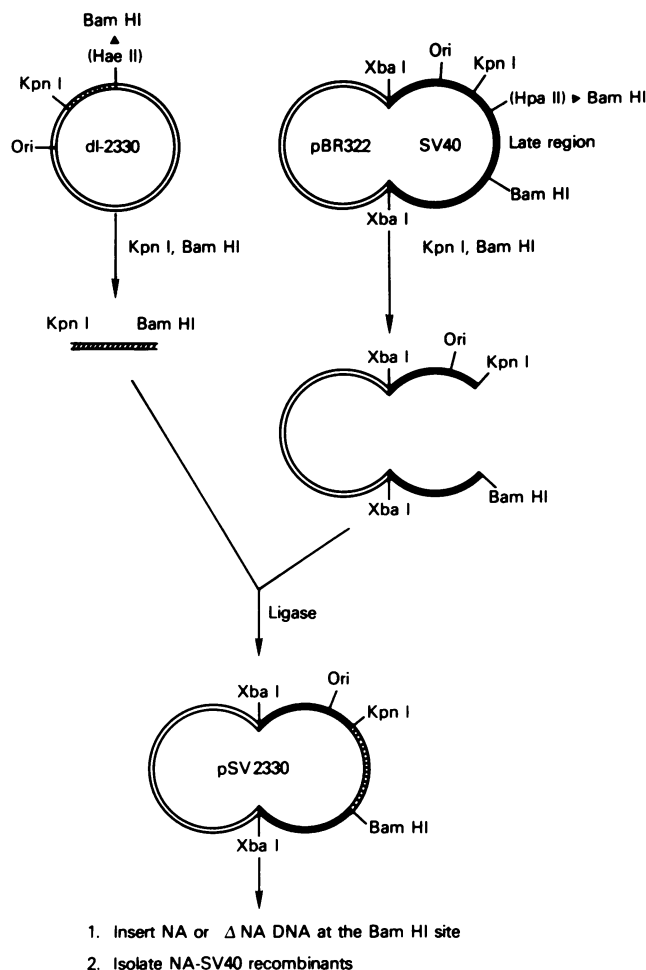 Bam HI
▲
(Hae II)
Kpn I
Ori
dl-2330
Kpn I, Bam HI
Kpn I Bam HI
Xba I
Ori
Kpn I
(Hpa II) ▶ Bam HI
pBR322
SV40
Late region
Bam HI
Xba I
Kpn I, Bam HI
Xba I
Ori
Kpn I
Bam HI
Xba I
Ligase
Xba I
Ori
Kpn I
pSV2330
Bam HI
Xba I
1. Insert NA or Δ NA DNA at the Bam HI site
2. Isolate NA-SV40 recombinants